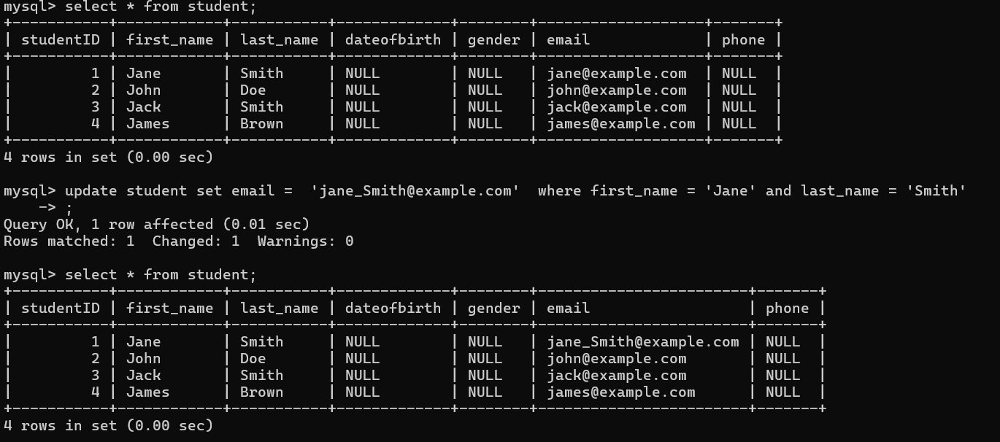 mysql> select * from student;
+-----------+------------+-----------+-------------+--------+-------------------+-------+
| studentID | first_name | last_name | dateofbirth | gender | email             | phone |
+-----------+------------+-----------+-------------+--------+-------------------+-------+
|         1 | Jane       | Smith     | NULL        | NULL   | jane@example.com  | NULL  |
|         2 | John       | Doe       | NULL        | NULL   | john@example.com  | NULL  |
|         3 | Jack       | Smith     | NULL        | NULL   | jack@example.com  | NULL  |
|         4 | James      | Brown     | NULL        | NULL   | james@example.com | NULL  |
+-----------+------------+-----------+-------------+--------+-------------------+-------+
4 rows in set (0.00 sec)

mysql> update student set email =  'jane_Smith@example.com'  where first_name = 'Jane' and last_name = 'Smith'
    -> ;
Query OK, 1 row affected (0.01 sec)
Rows matched: 1  Changed: 1  Warnings: 0

mysql> select * from student;
+-----------+------------+-----------+-------------+--------+------------------------+-------+
| studentID | first_name | last_name | dateofbirth | gender | email                  | phone |
+-----------+------------+-----------+-------------+--------+------------------------+-------+
|         1 | Jane       | Smith     | NULL        | NULL   | jane_Smith@example.com | NULL  |
|         2 | John       | Doe       | NULL        | NULL   | john@example.com       | NULL  |
|         3 | Jack       | Smith     | NULL        | NULL   | jack@example.com       | NULL  |
|         4 | James      | Brown     | NULL        | NULL   | james@example.com      | NULL  |
+-----------+------------+-----------+-------------+--------+------------------------+-------+
4 rows in set (0.00 sec)